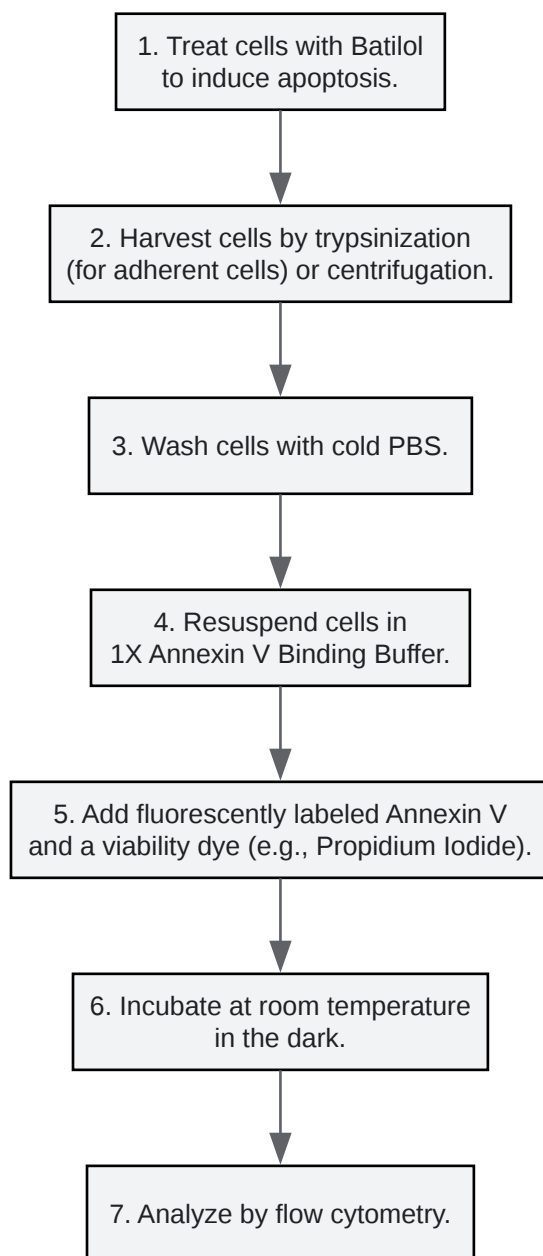 1. Treat cells with Batilol
to induce apoptosis.
2. Harvest cells by trypsinization
(for adherent cells) or centrifugation.
3. Wash cells with cold PBS.
4. Resuspend cells in
1X Annexin V Binding Buffer.
5. Add fluorescently labeled Annexin V
and a viability dye (e.g., Propidium Iodide).
6. Incubate at room temperature
in the dark.
7. Analyze by flow cytometry.